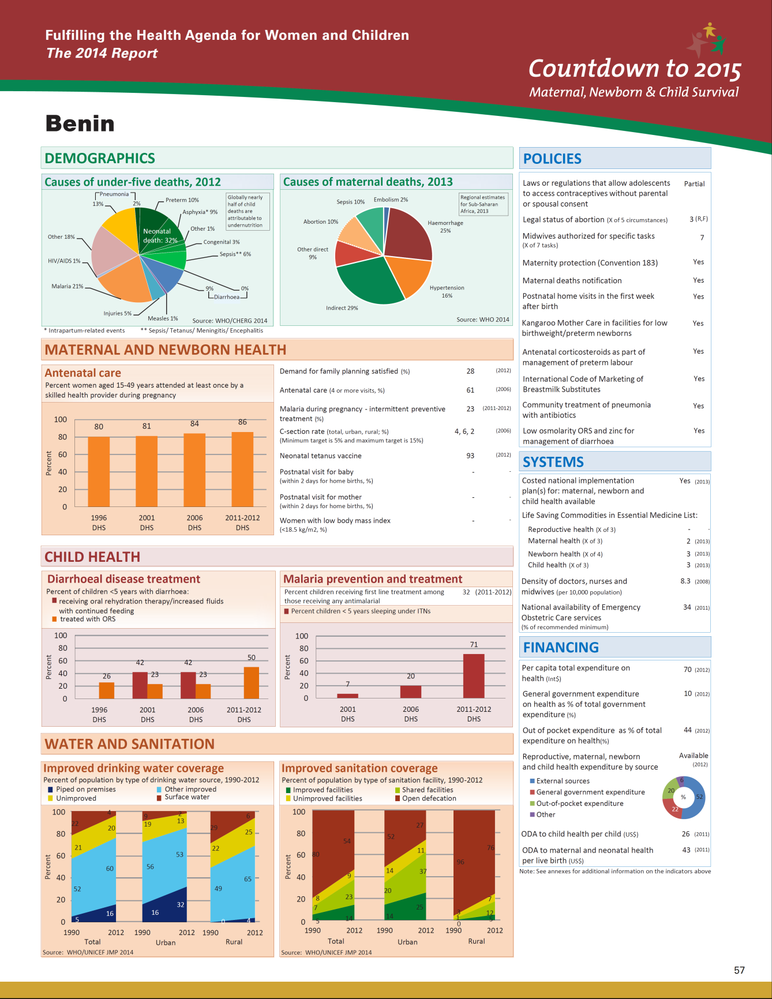 Fulfilling the Health Agenda for Women and Children
The 2014 Report
Countdown to 2015
Maternal, Newborn & Child Survival
Benin
DEMOGRAPHICS
Causes of under-five deaths, 2012
Pneumonia
13%
2%
Preterm 10%
Asphyxia* 9%
Other 1%
Congenital 3%
Sepsis** 6%
0%
9%
Diarrhoea
Measles 1%
Injuries 5%
Malaria 21%
HIV/AIDS 1%
Other 18%
Neonatal
death: 32%
Globally nearly
half of child
deaths are
attributable to
undernutrition
Source: WHO/CHERG 2014
* Intrapartum-related events
** Sepsis/ Tetanus/ Meningitis/ Encephalitis
Causes of maternal deaths, 2013
Sepsis 10%
Embolism 2%
Haemorrhage
25%
Hypertension
16%
Indirect 29%
Other direct
9%
Abortion 10%
Regional estimates
for Sub-Saharan
Africa, 2013
Source: WHO 2014
MATERNAL AND NEWBORN HEALTH
Antenatal care
Percent women aged 15-49 years attended at least once by a
skilled health provider during pregnancy
Percent
100
80
60
40
20
0
80
81
84
86
1996
DHS
2001
DHS
2006
DHS
2011-2012
DHS
Demand for family planning satisfied (%) 28 (2012)
Antenatal care (4 or more visits, %) 61 (2006)
Malaria during pregnancy - intermittent preventive 23 (2011-2012)
treatment (%)
C-section rate (total, urban, rural; %) 4, 6, 2 (2006)
(Minimum target is 5% and maximum target is 15%)
Neonatal tetanus vaccine 93 (2012)
Postnatal visit for baby - -
(within 2 days for home births, %)
Postnatal visit for mother - -
(within 2 days for home births, %)
Women with low body mass index - -
(<18.5 kg/m2, %)
CHILD HEALTH
Diarrhoeal disease treatment
Percent of children <5 years with diarrhoea:
receiving oral rehydration therapy/increased fluids
with continued feeding
treated with ORS
Percent
100
80
60
40
20
0
26
42
23
42
23
50
1996
DHS
2001
DHS
2006
DHS
2011-2012
DHS
Malaria prevention and treatment
Percent children receiving first line treatment among 32 (2011-2012)
those receiving any antimalarial
Percent children < 5 years sleeping under ITNs
Percent
100
80
60
40
20
0
7
20
71
2001
DHS
2006
DHS
2011-2012
DHS
WATER AND SANITATION
Improved drinking water coverage
Percent of population by type of drinking water source, 1990-2012
Piped on premises
Other improved
Unimproved
Surface water
Percent
100
80
60
40
20
0
22
4
21
20
52
60
5
16
9
2
19
13
56
53
16
32
29
6
22
25
49
65
0
4
1990 2012 1990 2012 1990 2012
Total Urban Rural
Source: WHO/UNICEF JMP 2014
Improved sanitation coverage
Percent of population by type of sanitation facility, 1990-2012
Improved facilities
Shared facilities
Unimproved facilities
Open defecation
Percent
100
80
60
40
20
0
80
54
8
9
7
23
5
14
52
27
14
11
20
37
14
25
96
76
3
7
1
12
0
5
1990 2012 1990 2012 1990 2012
Total Urban Rural
Source: WHO/UNICEF JMP 2014
POLICIES
Laws or regulations that allow adolescents Partial
to access contraceptives without parental
or spousal consent
Legal status of abortion (X of 5 circumstances) 3 (R,F)
Midwives authorized for specific tasks 7
(X of 7 tasks)
Maternity protection (Convention 183) Yes
Maternal deaths notification Yes
Postnatal home visits in the first week Yes
after birth
Kangaroo Mother Care in facilities for low Yes
birthweight/preterm newborns
Antenatal corticosteroids as part of Yes
management of preterm labour
International Code of Marketing of Yes
Breastmilk Substitutes
Community treatment of pneumonia Yes
with antibiotics
Low osmolarity ORS and zinc for Yes
management of diarrhoea
SYSTEMS
Costed national implementation Yes (2013)
plan(s) for: maternal, newborn and
child health available
Life Saving Commodities in Essential Medicine List:
Reproductive health (X of 3) - -
Maternal health (X of 3) 2 (2013)
Newborn health (X of 4) 3 (2013)
Child health (X of 3) 3 (2013)
Density of doctors, nurses and 8.3 (2008)
midwives (per 10,000 population)
National availability of Emergency 34 (2011)
Obstetric Care services
(% of recommended minimum)
FINANCING
Per capita total expenditure on 70 (2012)
health (Int$)
General government expenditure 10 (2012)
on health as % of total government
expenditure (%)
Out of pocket expenditure as % of total 44 (2012)
expenditure on health(%)
Reproductive, maternal, newborn Available
and child health expenditure by source (2012)
External sources
General government expenditure
Out-of-pocket expenditure
Other
6
20
%
52
22
ODA to child health per child (US$) 26 (2011)
ODA to maternal and neonatal health 43 (2011)
per live birth (US$)
Note: See annexes for additional information on the indicators above
57